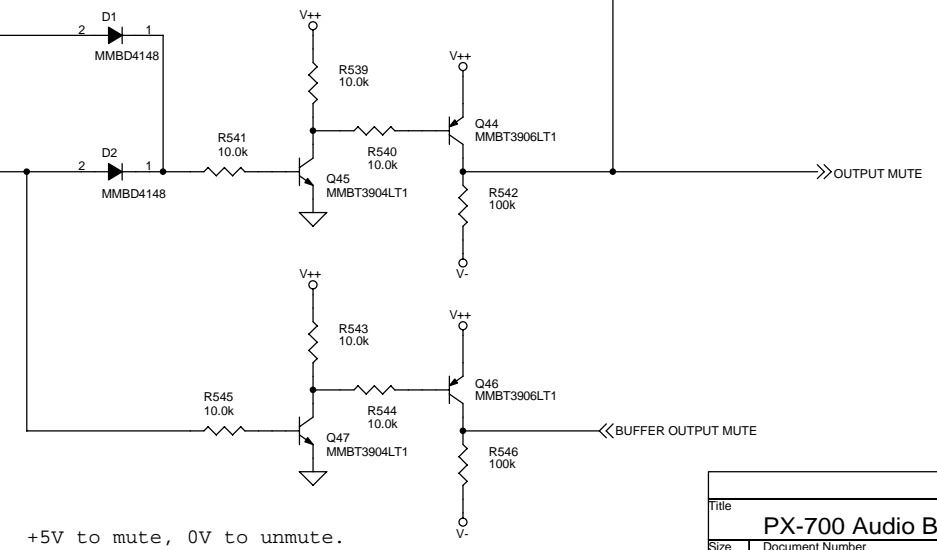 D1
2 1
MMBD4148
V++
R539
10.0k
V++
Q44
MMBT3906LT1
R541
10.0k
D2
2 1
MMBD4148
R540
10.0k
Q45
MMBT3904LT1
R542
100k
OUTPUT MUTE
V-
V++
R543
10.0k
V++
Q46
MMBT3906LT1
R545
10.0k
R544
10.0k
Q47
MMBT3904LT1
BUFFER OUTPUT MUTE
R546
100k
V-
+5V to mute, 0V to unmute.
Title
PX-700 Audio B
Size Document Number